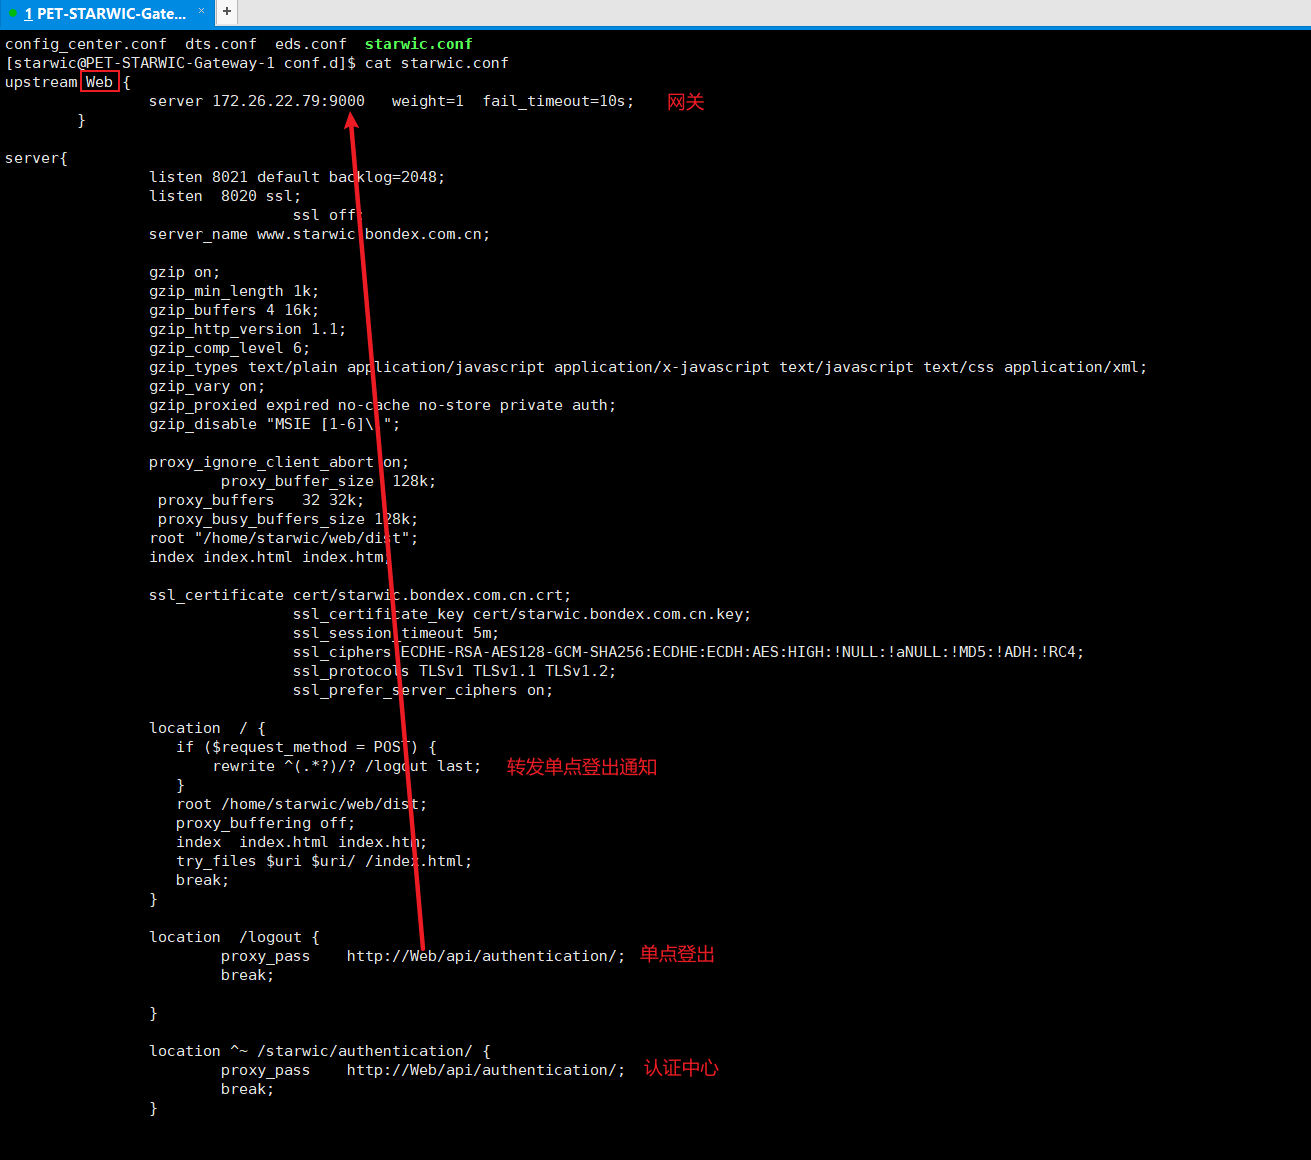 1 PET-STARWIC-Gate... × +
config_center.conf  dts.conf  eds.conf  starwic.conf
[starwic@PET-STARWIC-Gateway-1 conf.d]$ cat starwic.conf
upstream Web {
server 172.26.22.79:9000   weight=1  fail_timeout=10s; 网关
}
server{
listen 8021 default backlog=2048;
listen  8020 ssl;
ssl off;
server_name www.starwic.bondex.com.cn;
gzip on;
gzip_min_length 1k;
gzip_buffers 4 16k;
gzip_http_version 1.1;
gzip_comp_level 6;
gzip_types text/plain application/javascript application/x-javascript text/javascript text/css application/xml;
gzip_vary on;
gzip_proxied expired no-cache no-store private auth;
gzip_disable "MSIE [1-6]\.";
proxy_ignore_client_abort on;
proxy_buffer_size  128k;
proxy_buffers   32 32k;
proxy_busy_buffers_size 128k;
root "/home/starwic/web/dist";
index index.html index.htm;
ssl_certificate cert/starwic.bondex.com.cn.crt;
ssl_certificate_key cert/starwic.bondex.com.cn.key;
ssl_session_timeout 5m;
ssl_ciphers ECDHE-RSA-AES128-GCM-SHA256:ECDHE:ECDH:AES:HIGH:!NULL:!aNULL:!MD5:!ADH:!RC4;
ssl_protocols TLSv1 TLSv1.1 TLSv1.2;
ssl_prefer_server_ciphers on;
location  / {
if ($request_method = POST) {
rewrite ^(.*?)/? /logout last; 转发单点登出通知
}
root /home/starwic/web/dist;
proxy_buffering off;
index  index.html index.htm;
try_files $uri $uri/ /index.html;
break;
}
location  /logout {
proxy_pass    http://Web/api/authentication/; 单点登出
break;
}
location ^~ /starwic/authentication/ {
proxy_pass    http://Web/api/authentication/; 认证中心
break;
}